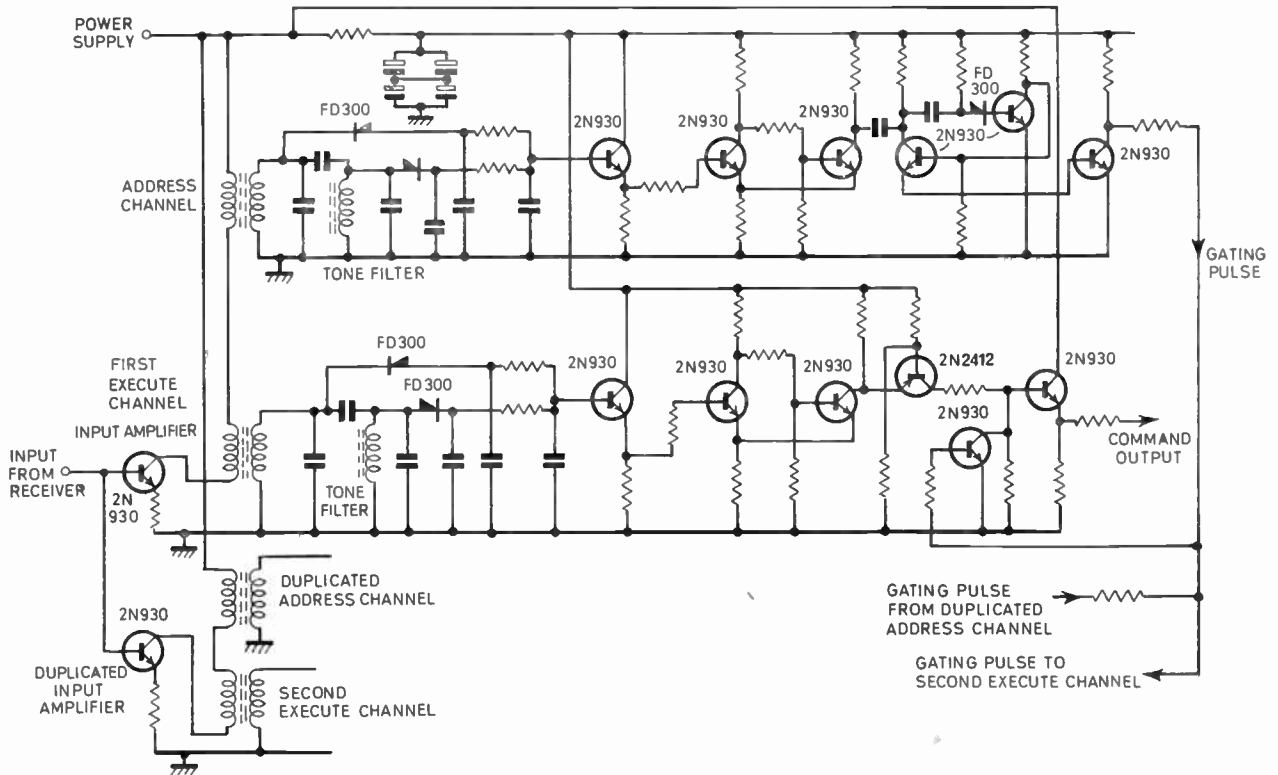 POWER
SUPPLY
FD300
2N930
2N930
2N930
FD
300
2N930
2N930
ADDRESS
CHANNEL
TONE FILTER
GATING
PULSE
FIRST
EXECUTE
CHANNEL
FD300
FD300
2N930
2N930
2N930
2N2412
2N930
2N930
INPUT AMPLIFIER
INPUT
FROM
RECEIVER
2N
930
TONE
FILTER
COMMAND
OUTPUT
DUPLICATED
ADDRESS CHANNEL
2N930
GATING PULSE
FROM DUPLICATED
ADDRESS CHANNEL
GATING PULSE TO
SECOND EXECUTE CHANNEL
DUPLICATED
INPUT
AMPLIFIER
SECOND
EXECUTE CHANNEL